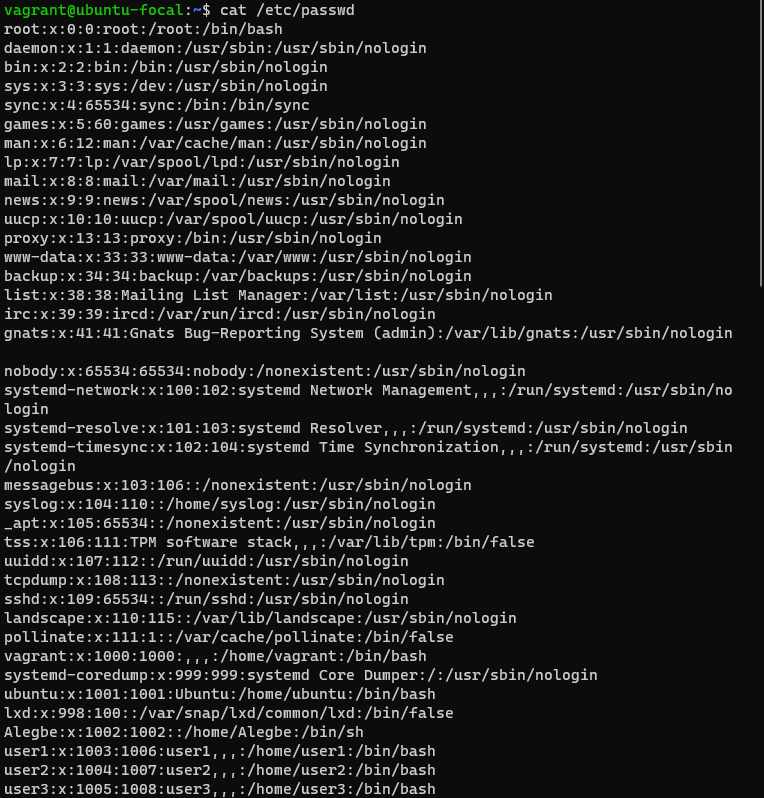 vagrant@ubuntu-focal:~$ cat /etc/passwd
root:x:0:0:root:/root:/bin/bash
daemon:x:1:1:daemon:/usr/sbin:/usr/sbin/nologin
bin:x:2:2:bin:/bin:/usr/sbin/nologin
sys:x:3:3:sys:/dev:/usr/sbin/nologin
sync:x:4:65534:sync:/bin:/bin/sync
games:x:5:60:games:/usr/games:/usr/sbin/nologin
man:x:6:12:man:/var/cache/man:/usr/sbin/nologin
lp:x:7:7:lp:/var/spool/lpd:/usr/sbin/nologin
mail:x:8:8:mail:/var/mail:/usr/sbin/nologin
news:x:9:9:news:/var/spool/news:/usr/sbin/nologin
uucp:x:10:10:uucp:/var/spool/uucp:/usr/sbin/nologin
proxy:x:13:13:proxy:/bin:/usr/sbin/nologin
www-data:x:33:33:www-data:/var/www:/usr/sbin/nologin
backup:x:34:34:backup:/var/backups:/usr/sbin/nologin
list:x:38:38:Mailing List Manager:/var/list:/usr/sbin/nologin
irc:x:39:39:ircd:/var/run/ircd:/usr/sbin/nologin
gnats:x:41:41:Gnats Bug-Reporting System (admin):/var/lib/gnats:/usr/sbin/nologin
nobody:x:65534:65534:nobody:/nonexistent:/usr/sbin/nologin
systemd-network:x:100:102:systemd Network Management,,,:/run/systemd:/usr/sbin/no
login
systemd-resolve:x:101:103:systemd Resolver,,,:/run/systemd:/usr/sbin/nologin
systemd-timesync:x:102:104:systemd Time Synchronization,,,:/run/systemd:/usr/sbin
/nologin
messagebus:x:103:106::/nonexistent:/usr/sbin/nologin
syslog:x:104:110::/home/syslog:/usr/sbin/nologin
_apt:x:105:65534::/nonexistent:/usr/sbin/nologin
tss:x:106:111:TPM software stack,,,:/var/lib/tpm:/bin/false
uuidd:x:107:112::/run/uuidd:/usr/sbin/nologin
tcpdump:x:108:113::/nonexistent:/usr/sbin/nologin
sshd:x:109:65534::/run/sshd:/usr/sbin/nologin
landscape:x:110:115::/var/lib/landscape:/usr/sbin/nologin
pollinate:x:111:1::/var/cache/pollinate:/bin/false
vagrant:x:1000:1000:,,,:/home/vagrant:/bin/bash
systemd-coredump:x:999:999:systemd Core Dumper:/:/usr/sbin/nologin
ubuntu:x:1001:1001:Ubuntu:/home/ubuntu:/bin/bash
lxd:x:998:100::/var/snap/lxd/common/lxd:/bin/false
Alegbe:x:1002:1002::/home/Alegbe:/bin/sh
user1:x:1003:1006:user1,,,:/home/user1:/bin/bash
user2:x:1004:1007:user2,,,:/home/user2:/bin/bash
user3:x:1005:1008:user3,,,:/home/user3:/bin/bash